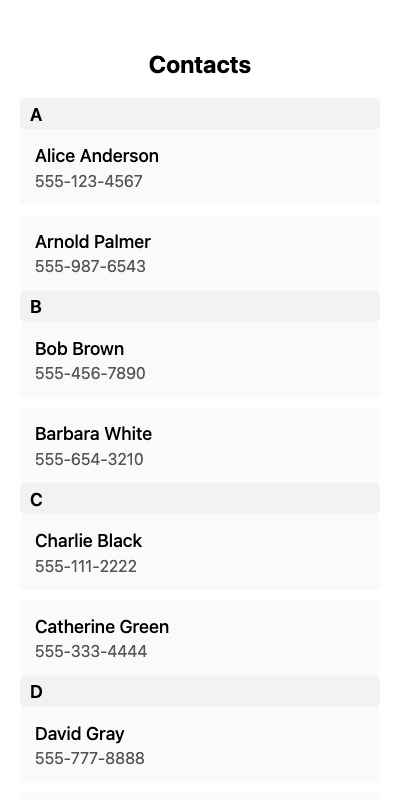 Contacts
A
Alice Anderson
555-123-4567
Arnold Palmer
555-987-6543
B
Bob Brown
555-456-7890
Barbara White
555-654-3210
C
Charlie Black
555-111-2222
Catherine Green
555-333-4444
D
David Gray
555-777-8888